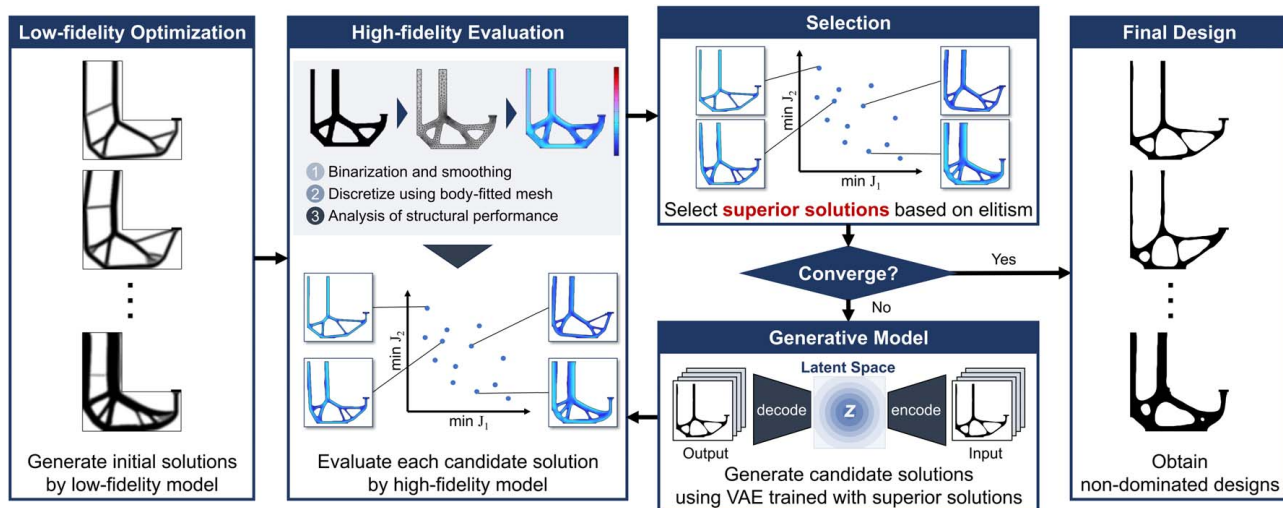 Low-fidelity Optimization
Generate initial solutions
by low-fidelity model
High-fidelity Evaluation
1 Binarization and smoothing
2 Discretize using body-fitted mesh
3 Analysis of structural performance
min J2
min J1
Evaluate each candidate solution
by high-fidelity model
Selection
min J2
min J1
Select superior solutions based on elitism
Converge?
Yes
No
Generative Model
Latent Space
decode
z
encode
Output
Input
Generate candidate solutions
using VAE trained with superior solutions
Final Design
Obtain
non-dominated designs